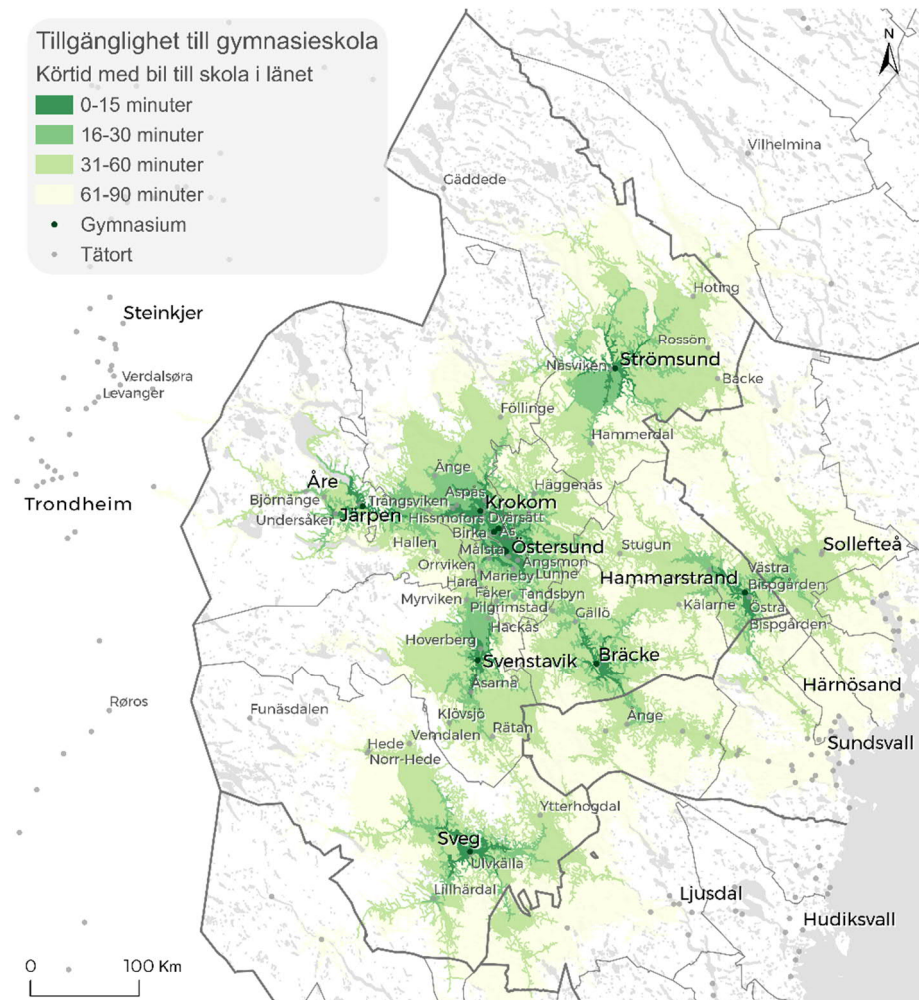 Tillgänglighet till gymnasieskola
Körtid med bil till skola i länet
0-15 minuter
16-30 minuter
31-60 minuter
61-90 minuter
Gymnasium
Tätort
N
Vilhelmina
Gäddede
Hoting
Steinkjer
Rossön
Strömsund
Näsviken
Verdalsøra
Bäcke
Levanger
Föllinge
Hammerdal
Änge
Häggenås
Åre
Aspås
Trondheim
Björnänge
Trångsviken
Krokom
Undersåker
Järpen
Hissmofors
Dvärsätt
Birka
Ås
Östersund
Stugun
Sollefteå
Hallen
Målsta
Orrviken
Ängsmon
Västra
Marieby
Lunne
Hammarstrand
Bispgården
Hara
Fåker
Tandsbyn
Myrviken
Pilgrimstad
Gällö
Kälarne
Östra
Bispgården
Hackås
Hoverberg
Svenstavik
Bräcke
Åsarna
Härnösand
Røros
Funäsdalen
Klövsjö
Ånge
Rätan
Vemdalen
Sundsvall
Hede
Norr-Hede
Ytterhogdal
Sveg
Ulvkälla
Lillhärdal
Ljusdal
Hudiksvall
0
100 Km